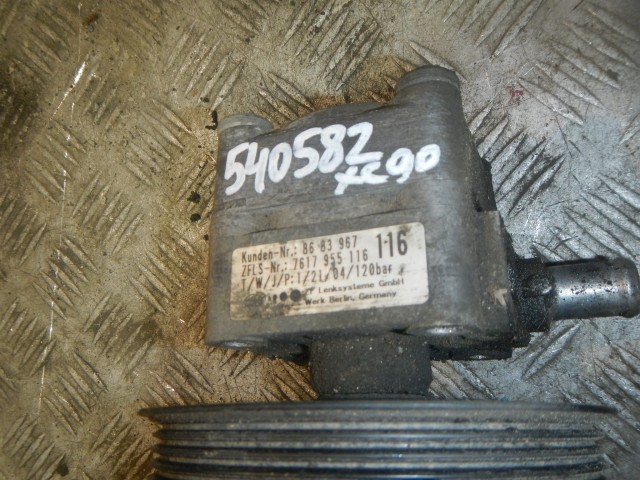 540582
xc90
Kunden-Nr.: 86 83 967 116
ZFLS-Nr.: 7617 955 116
T/W/J/P:1/21/04/120bar
Lenksysteme GmbH
Werk Berlin, Germany